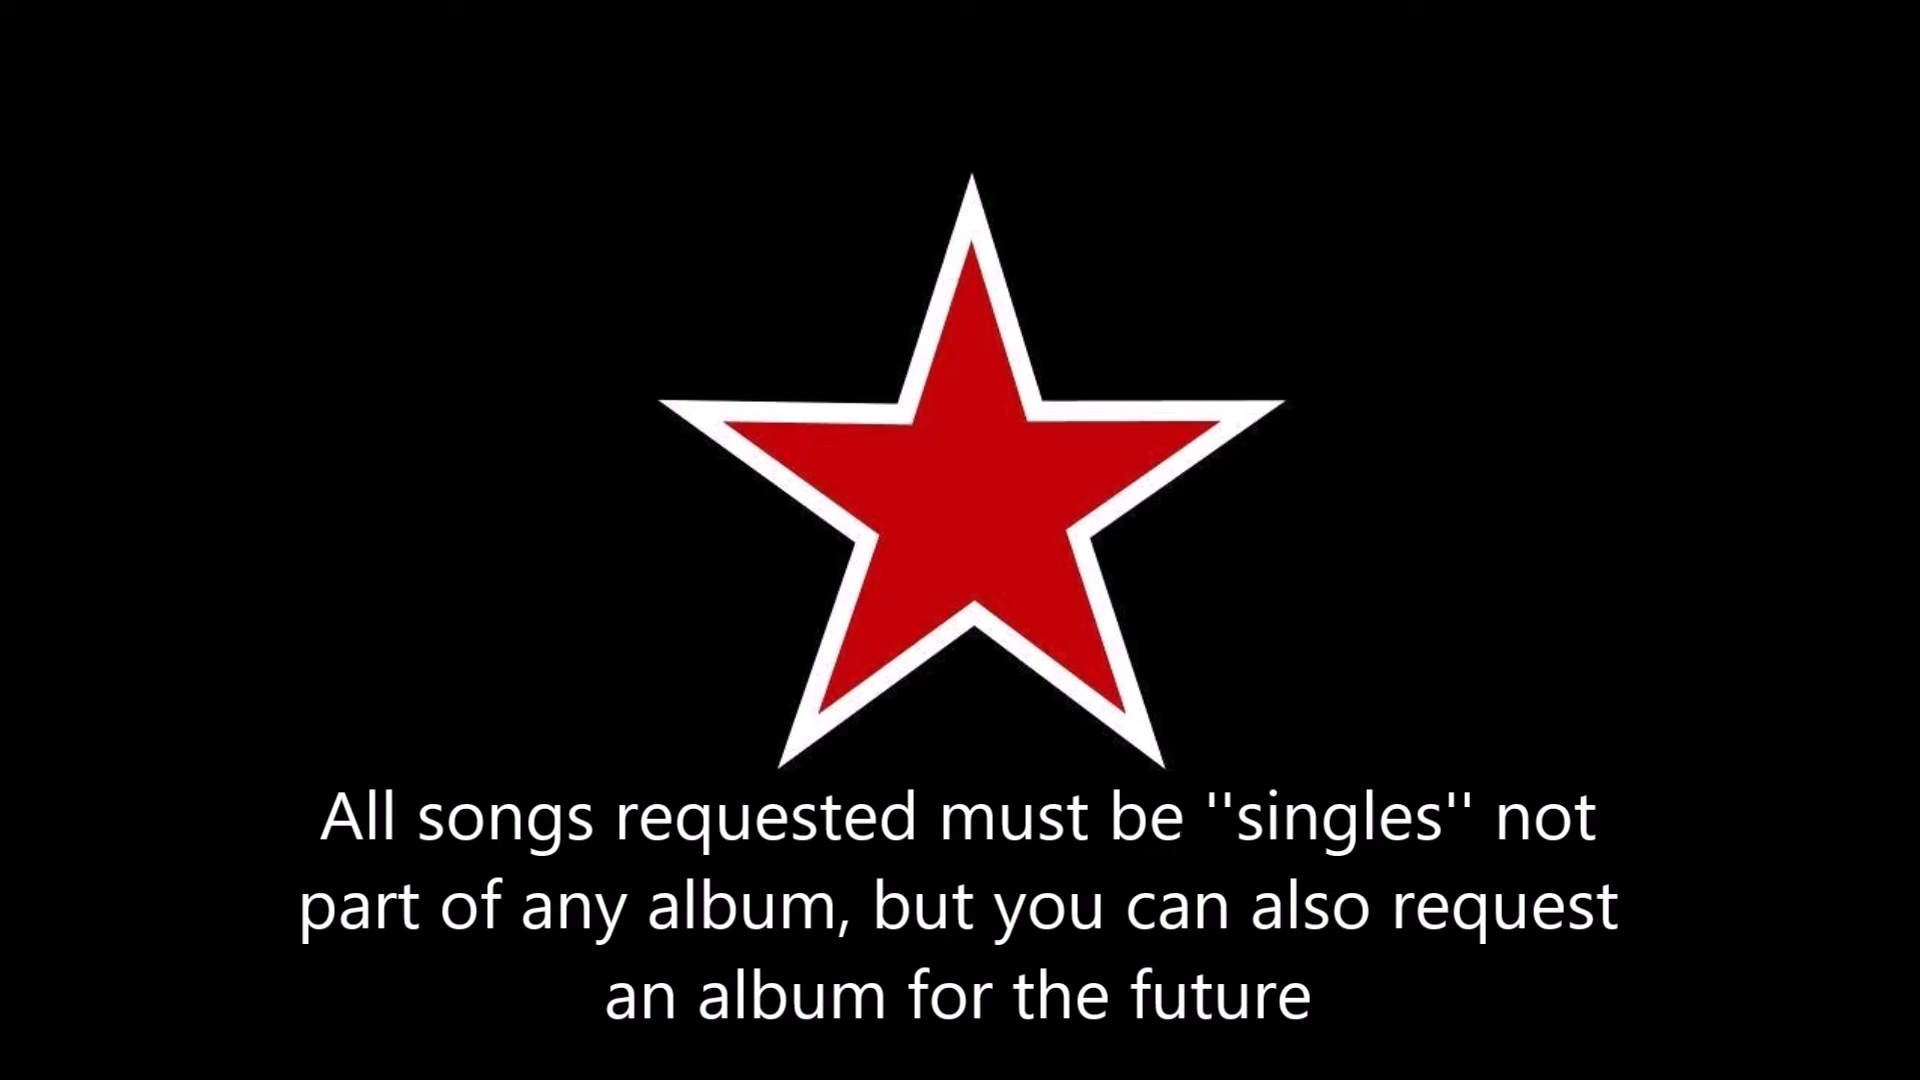 All songs requested must be ''singles'' not
part of any album, but you can also request
an album for the future